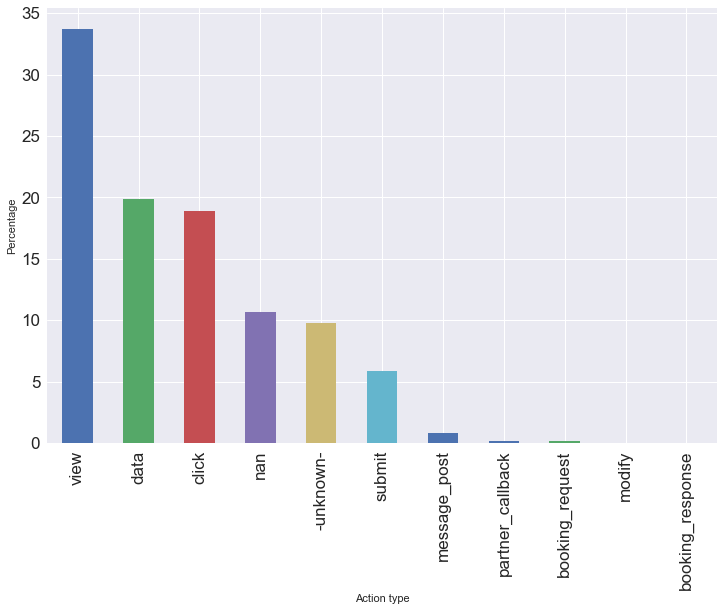 35
30
25
20
15
10
5
0
Percentage
view
data
click
nan
-unknown-
submit
message_post
partner_callback
booking_request
modify
booking_response
Action type